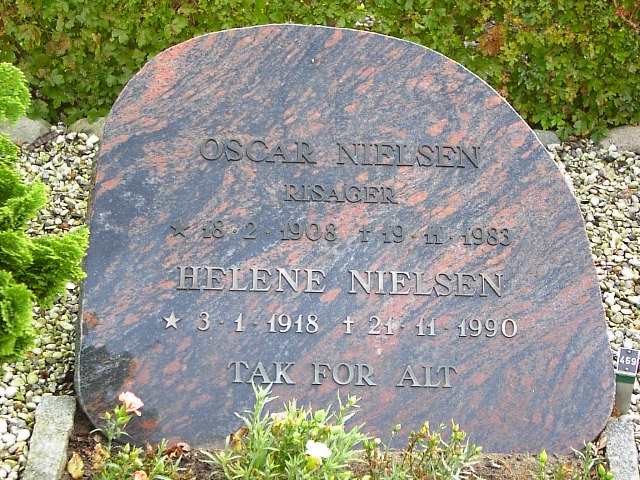 OSCAR NIELSEN
RISAGER
★ 18 · 2 · 1908 ✝ 19 · 11 · 1983
HELENE NIELSEN
★ 3 · 1 · 1918 ✝ 21 · 11 · 1990
TAK FOR ALT
469